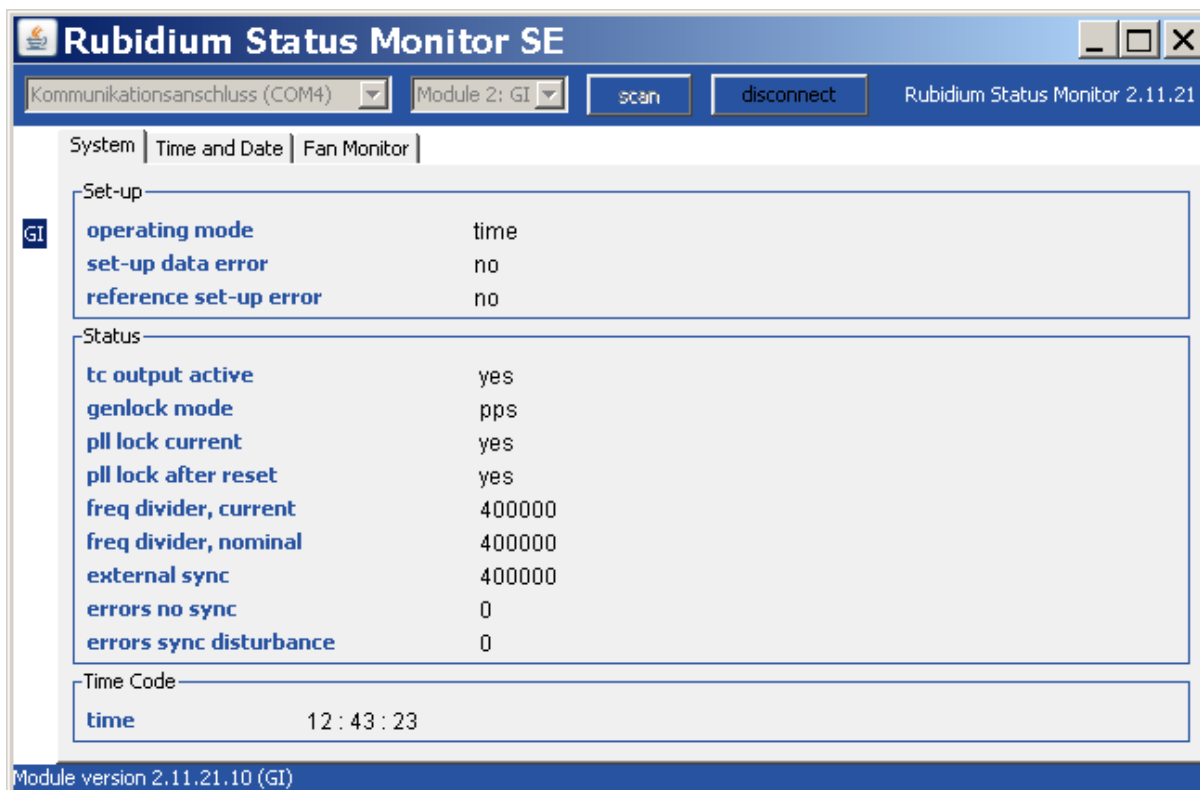 Rubidium Status Monitor SE
Kommunikationsanschluss (COM4) Module 2: GI scan disconnect Rubidium Status Monitor 2.11.21
System Time and Date Fan Monitor
Set-up
GI operating mode time
set-up data error no
reference set-up error no
Status
tc output active yes
genlock mode pps
pll lock current yes
pll lock after reset yes
freq divider, current 400000
freq divider, nominal 400000
external sync 400000
errors no sync 0
errors sync disturbance 0
Time Code
time 12 : 43 : 23
Module version 2.11.21.10 (GI)